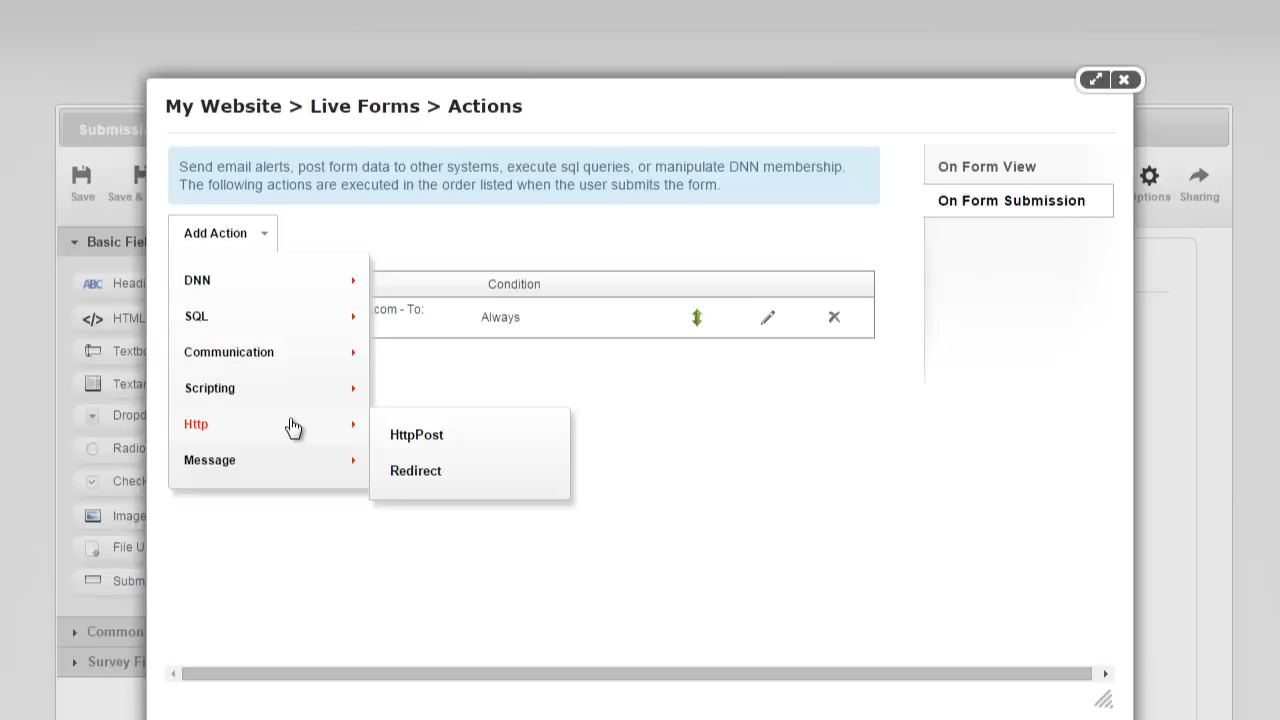 My Website > Live Forms > Actions
Submissi
Save
Save &
ptions
Sharing
Send email alerts, post form data to other systems, execute sql queries, or manipulate DNN membership.
The following actions are executed in the order listed when the user submits the form.
On Form View
On Form Submission
Add Action
Basic Fiel
ABC Headi
</> HTML
Textbo
Textar
Dropd
Radio
Check
Image
File U
Subm
Common
Survey Fi
DNN
SQL
Communication
Scripting
Http
Message
Condition
com - To:
Always
HttpPost
Redirect